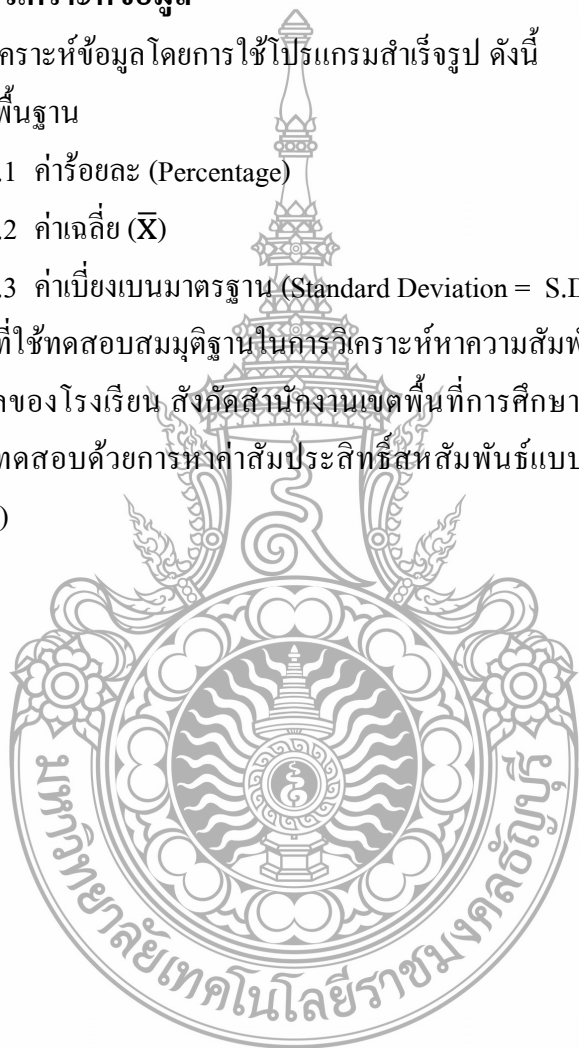 เคราะห์ข้อมูลโดยการใช้โปรแกรมสำเร็จรูป ดังนี้
พื้นฐาน
.1 ค่าร้อยละ (Percentage)
.2 ค่าเฉลี่ย (X̅)
.3 ค่าเบี่ยงเบนมาตรฐาน (Standard Deviation = S.D
ที่ใช้ทดสอบสมมุติฐานในการวิเคราะห์หาความสัมพั
ของโรงเรียน สังกัดสำนักงานเขตพื้นที่การศึกษา
ทดสอบด้วยการหาค่าสัมประสิทธิ์สหสัมพันธ์แบบ
)
มหาวิทยาลัยเทคโนโลยีราชมงคลธัญบุรี